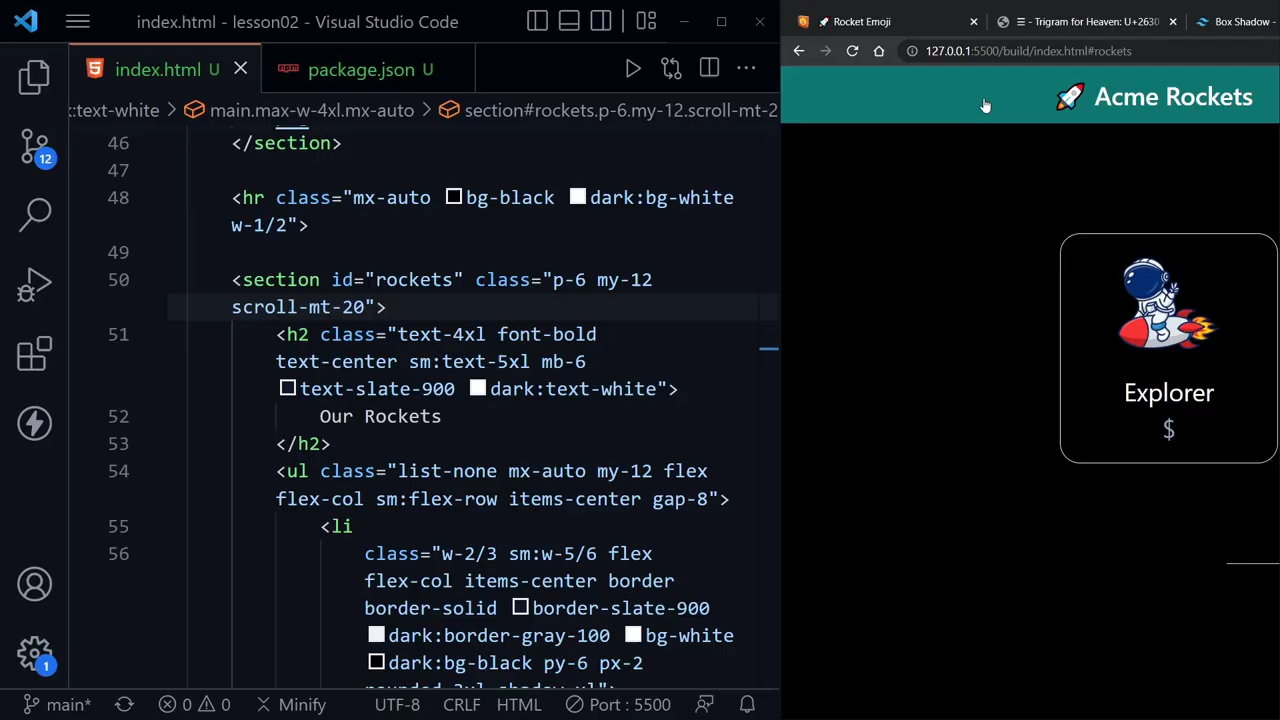 index.html - lesson02 - Visual Studio Code
Rocket Emoji
☰ - Trigram for Heaven: U+2630
Box Shadow -
index.html U
package.json U
127.0.0.1:5500/build/index.html#rockets
:text-white > main.max-w-4xl.mx-auto > section#rockets.p-6.my-12.scroll-mt-2
🚀 Acme Rockets
46 </section>
47
48 <hr class="mx-auto bg-black dark:bg-white
w-1/2">
49
50 <section id="rockets" class="p-6 my-12
scroll-mt-20">
51 <h2 class="text-4xl font-bold
text-center sm:text-5xl mb-6
text-slate-900 dark:text-white">
52 Our Rockets
53 </h2>
54 <ul class="list-none mx-auto my-12 flex
flex-col sm:flex-row items-center gap-8">
55 <li
56 class="w-2/3 sm:w-5/6 flex
flex-col items-center border
border-solid border-slate-900
dark:border-gray-100 bg-white
dark:bg-black py-6 px-2
rounded-3xl shadow-xl">
Explorer
$
12
1
main*
0
0
Minify
UTF-8
CRLF
HTML
Port : 5500